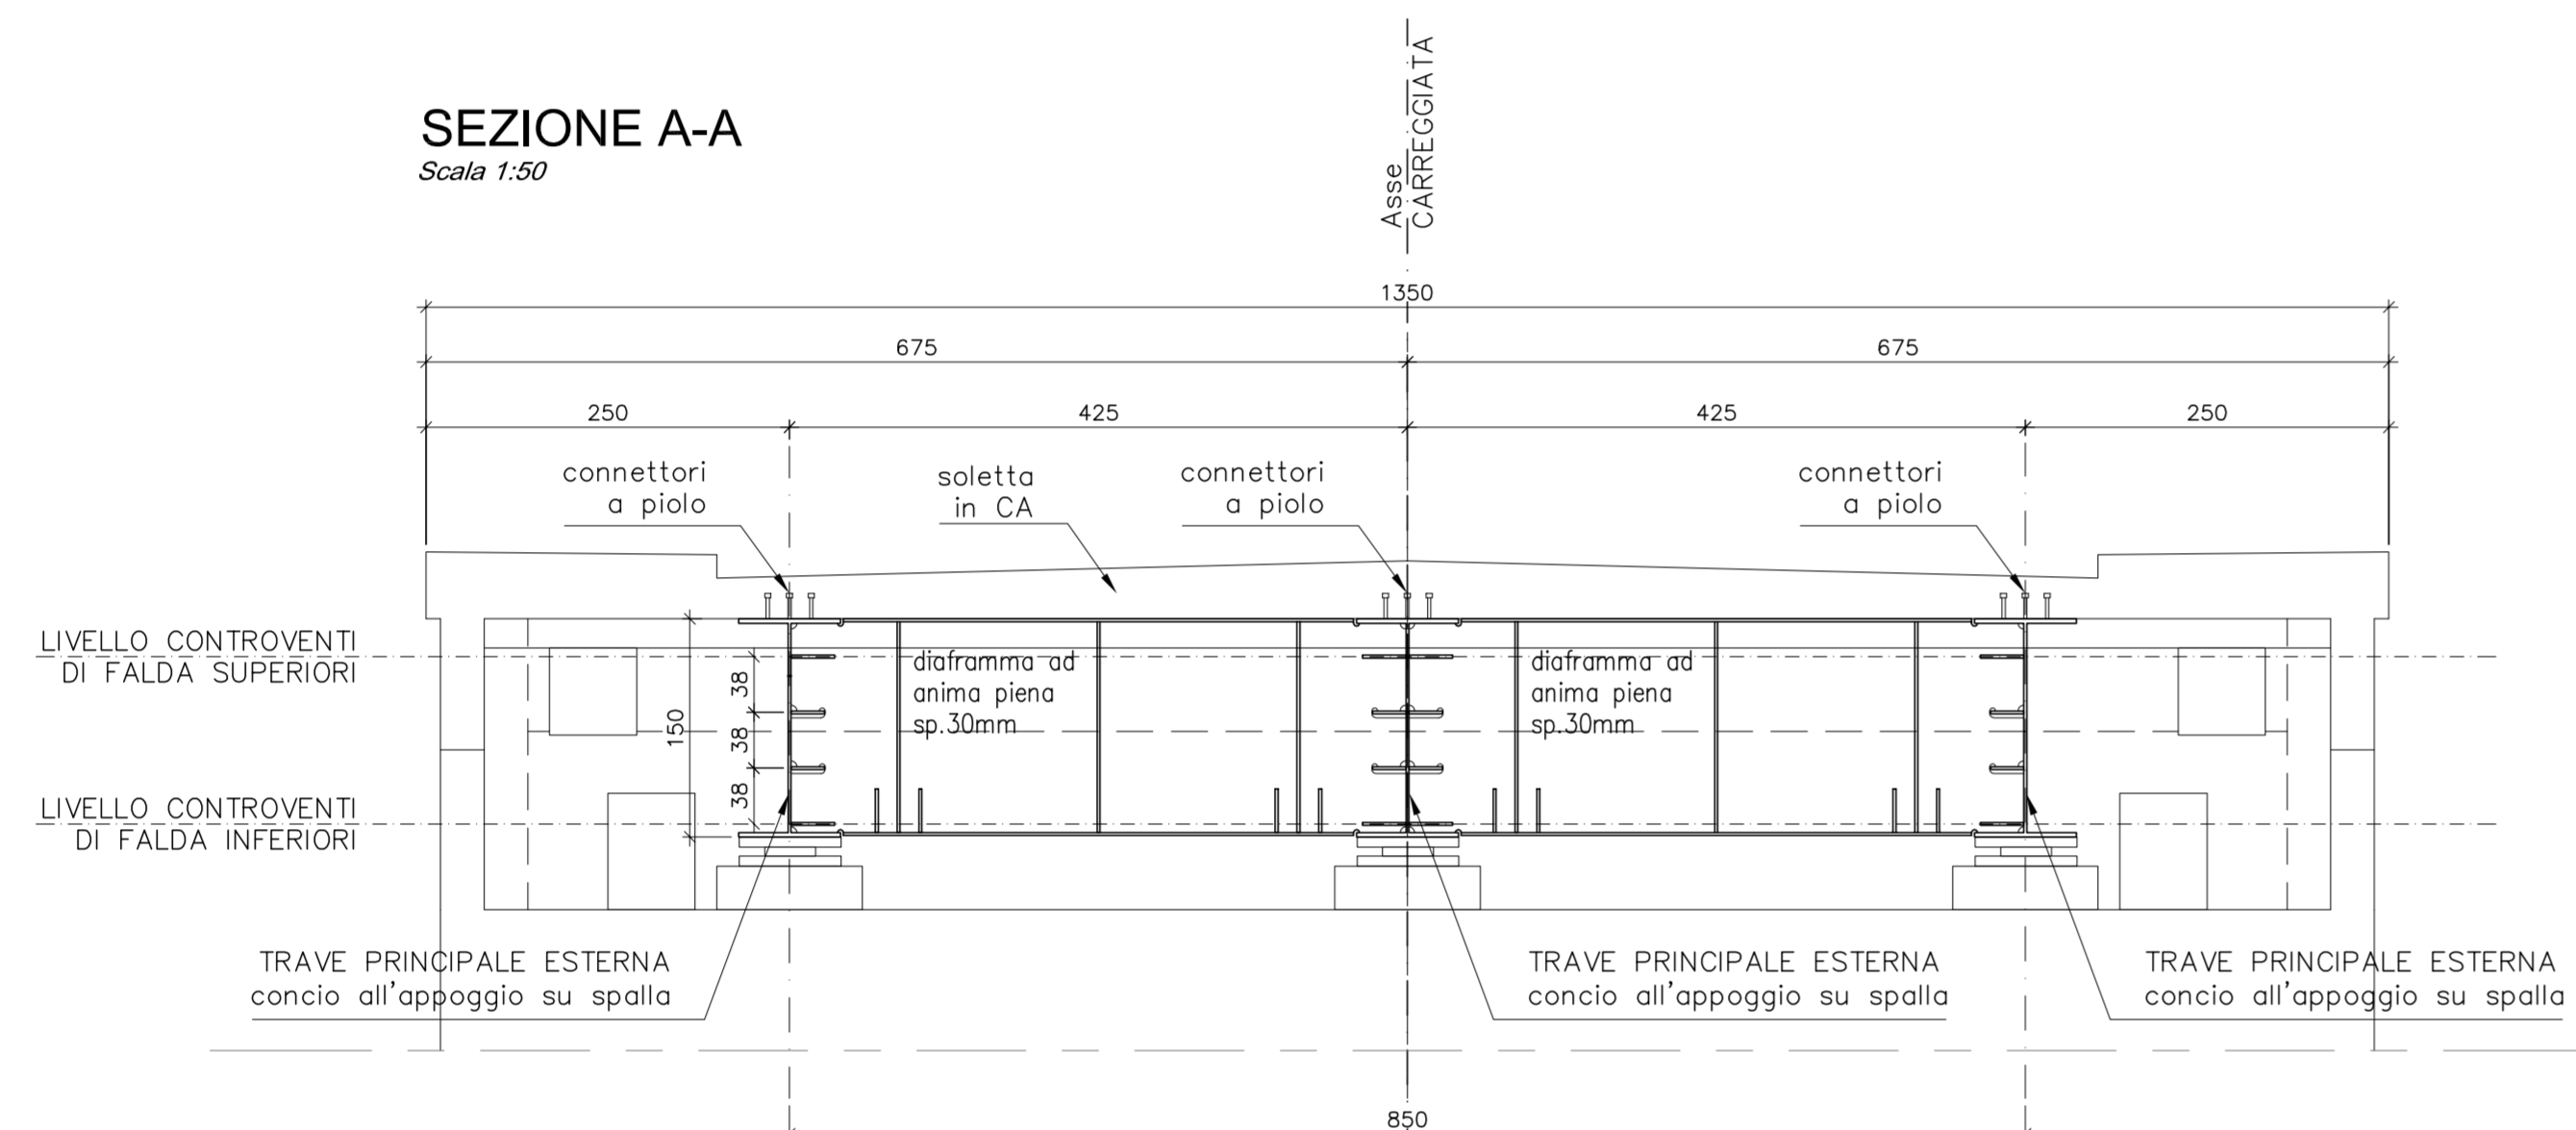 SEZIONE A-A
Scala 1:50
Asse
CARREGGIATA
1350
675
675
250
425
425
250
connettori
a piolo
soletta
in CA
connettori
a piolo
connettori
a piolo
LIVELLO CONTROVENTI
DI FALDA SUPERIORI
150
38
38
38
diaframma ad
anima piena
sp.30mm
diaframma ad
anima piena
sp.30mm
LIVELLO CONTROVENTI
DI FALDA INFERIORI
TRAVE PRINCIPALE ESTERNA
concio all'appoggio su spalla
TRAVE PRINCIPALE ESTERNA
concio all'appoggio su spalla
TRAVE PRINCIPALE ESTERNA
concio all'appoggio su spalla
850